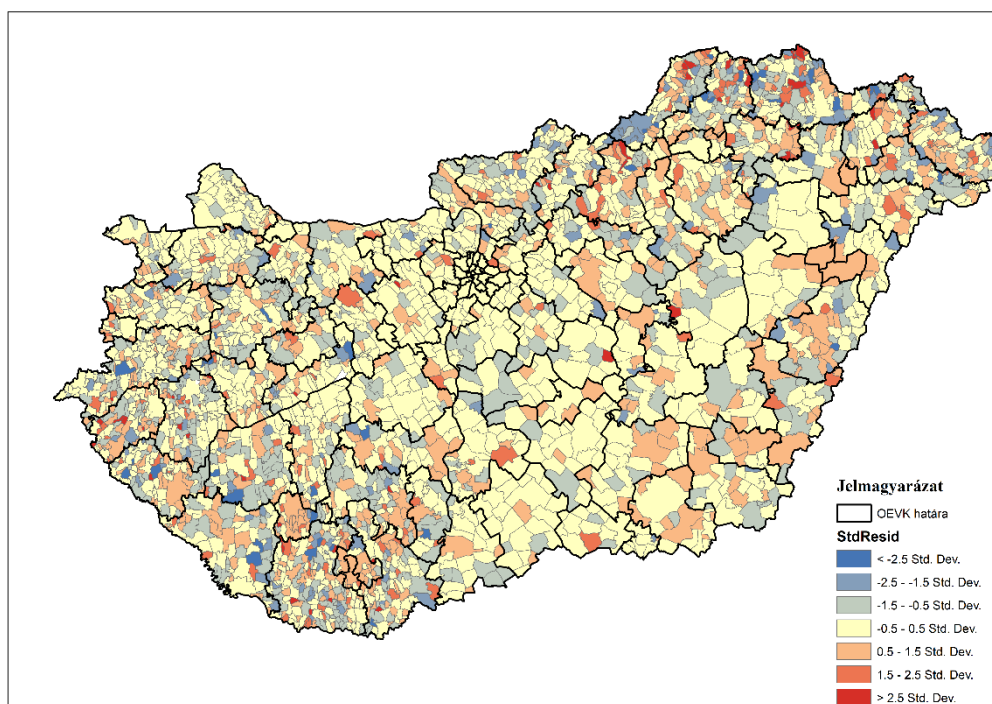 Jelmagyarázat
OEVK határa
StdResid
< -2.5 Std. Dev.
-2.5 - -1.5 Std. Dev.
-1.5 - -0.5 Std. Dev.
-0.5 - 0.5 Std. Dev.
0.5 - 1.5 Std. Dev.
1.5 - 2.5 Std. Dev.
> 2.5 Std. Dev.